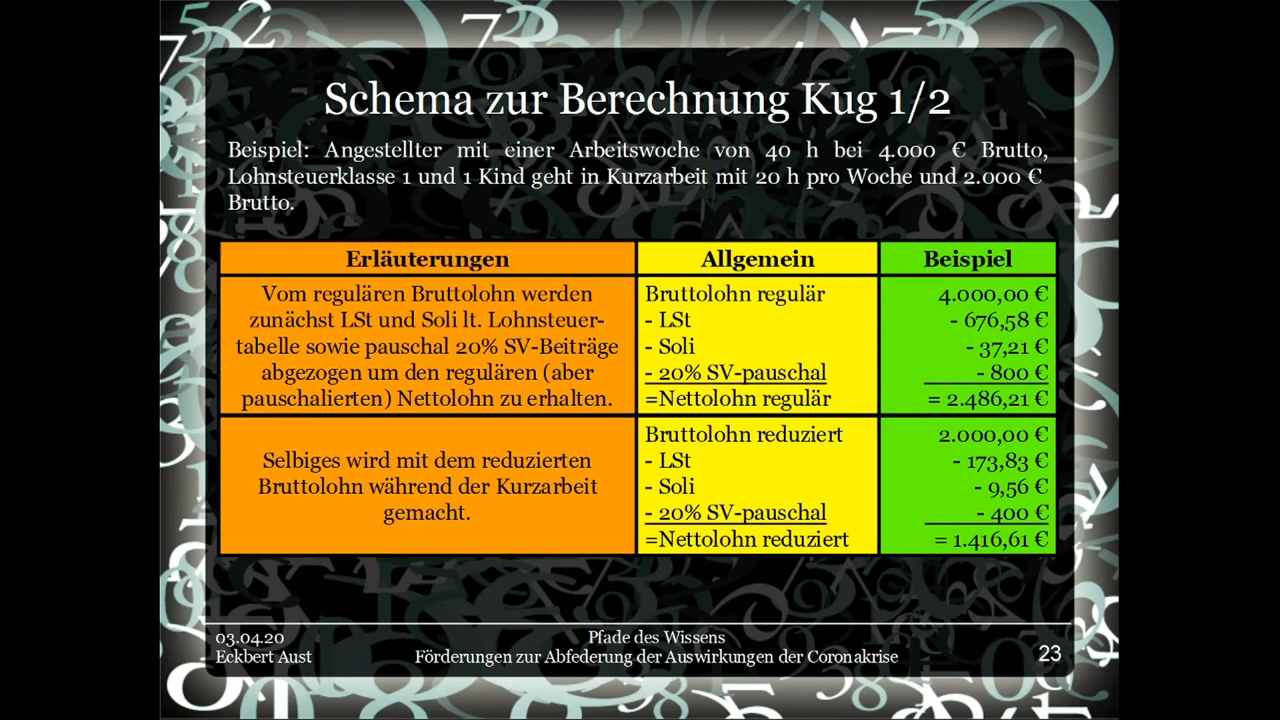 Schema zur Berechnung Kug 1/2
Beispiel: Angestellter mit einer Arbeitswoche von 40 h bei 4.000 € Brutto,
Lohnsteuerklasse 1 und 1 Kind geht in Kurzarbeit mit 20 h pro Woche und 2.000 €
Brutto.
Erläuterungen
Allgemein
Beispiel
Vom regulären Bruttolohn werden
zunächst LSt und Soli lt. Lohnsteuer-
tabelle sowie pauschal 20% SV-Beiträge
abgezogen um den regulären (aber
pauschalierten) Nettolohn zu erhalten.
Bruttolohn regulär
- LSt
- Soli
- 20% SV-pauschal
=Nettolohn regulär
4.000,00 €
- 676,58 €
- 37,21 €
- 800 €
= 2.486,21 €
Selbiges wird mit dem reduzierten
Bruttolohn während der Kurzarbeit
gemacht.
Bruttolohn reduziert
- LSt
- Soli
- 20% SV-pauschal
=Nettolohn reduziert
2.000,00 €
- 173,83 €
- 9,56 €
- 400 €
= 1.416,61 €
03.04.20
Eckbert Aust
Pfade des Wissens
Förderungen zur Abfederung der Auswirkungen der Coronakrise
23